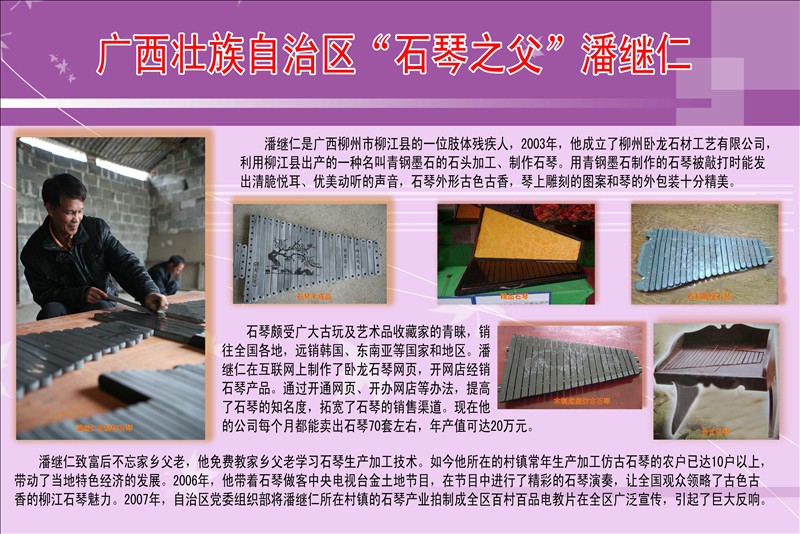 广西壮族自治区“石琴之父”潘继仁
潘继仁是广西柳州市柳江县的一位肢体残疾人，2003年，他成立了柳州卧龙石材工艺有限公司，
利用柳江县出产的一种名叫青钢墨石的石头加工、制作石琴。用青钢墨石制作的石琴被敲打时能发
出清脆悦耳、优美动听的声音，石琴外形古色古香，琴上雕刻的图案和琴的外包装十分精美。
石琴半成品
精品石琴
石琴颇受广大古玩及艺术品收藏家的青睐，销
往全国各地，远销韩国、东南亚等国家和地区。潘
继仁在互联网上制作了卧龙石琴网页，开网店经销
石琴产品。通过开通网页、开办网店等办法，提高
了石琴的知名度，拓宽了石琴的销售渠道。现在他
的公司每个月都能卖出石琴70套左右，年产值可达20万元。
潘继仁致富后不忘家乡父老，他免费教家乡父老学习石琴生产加工技术。如今他所在的村镇常年生产加工仿古石琴的农户已达10户以上，
带动了当地特色经济的发展。2006年，他带着石琴做客中央电视台金土地节目，在节目中进行了精彩的石琴演奏，让全国观众领略了古色古
香的柳江石琴魅力。2007年，自治区党委组织部将潘继仁所在村镇的石琴产业拍制成全区百村百品电教片在全区广泛宣传，引起了巨大反响。